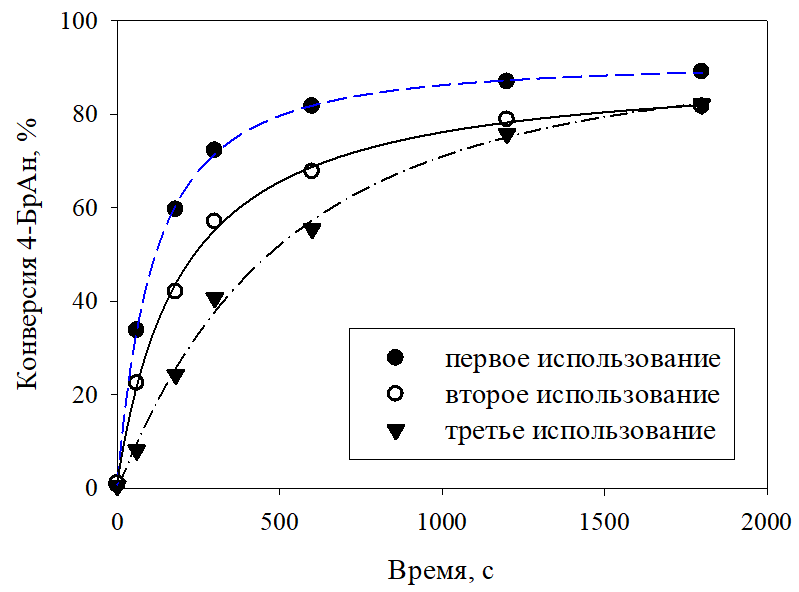 Конверсия 4-БрАн, %
100
80
60
40
20
0
0
500
1000
1500
2000
Время, с
первое использование
второе использование
третье использование